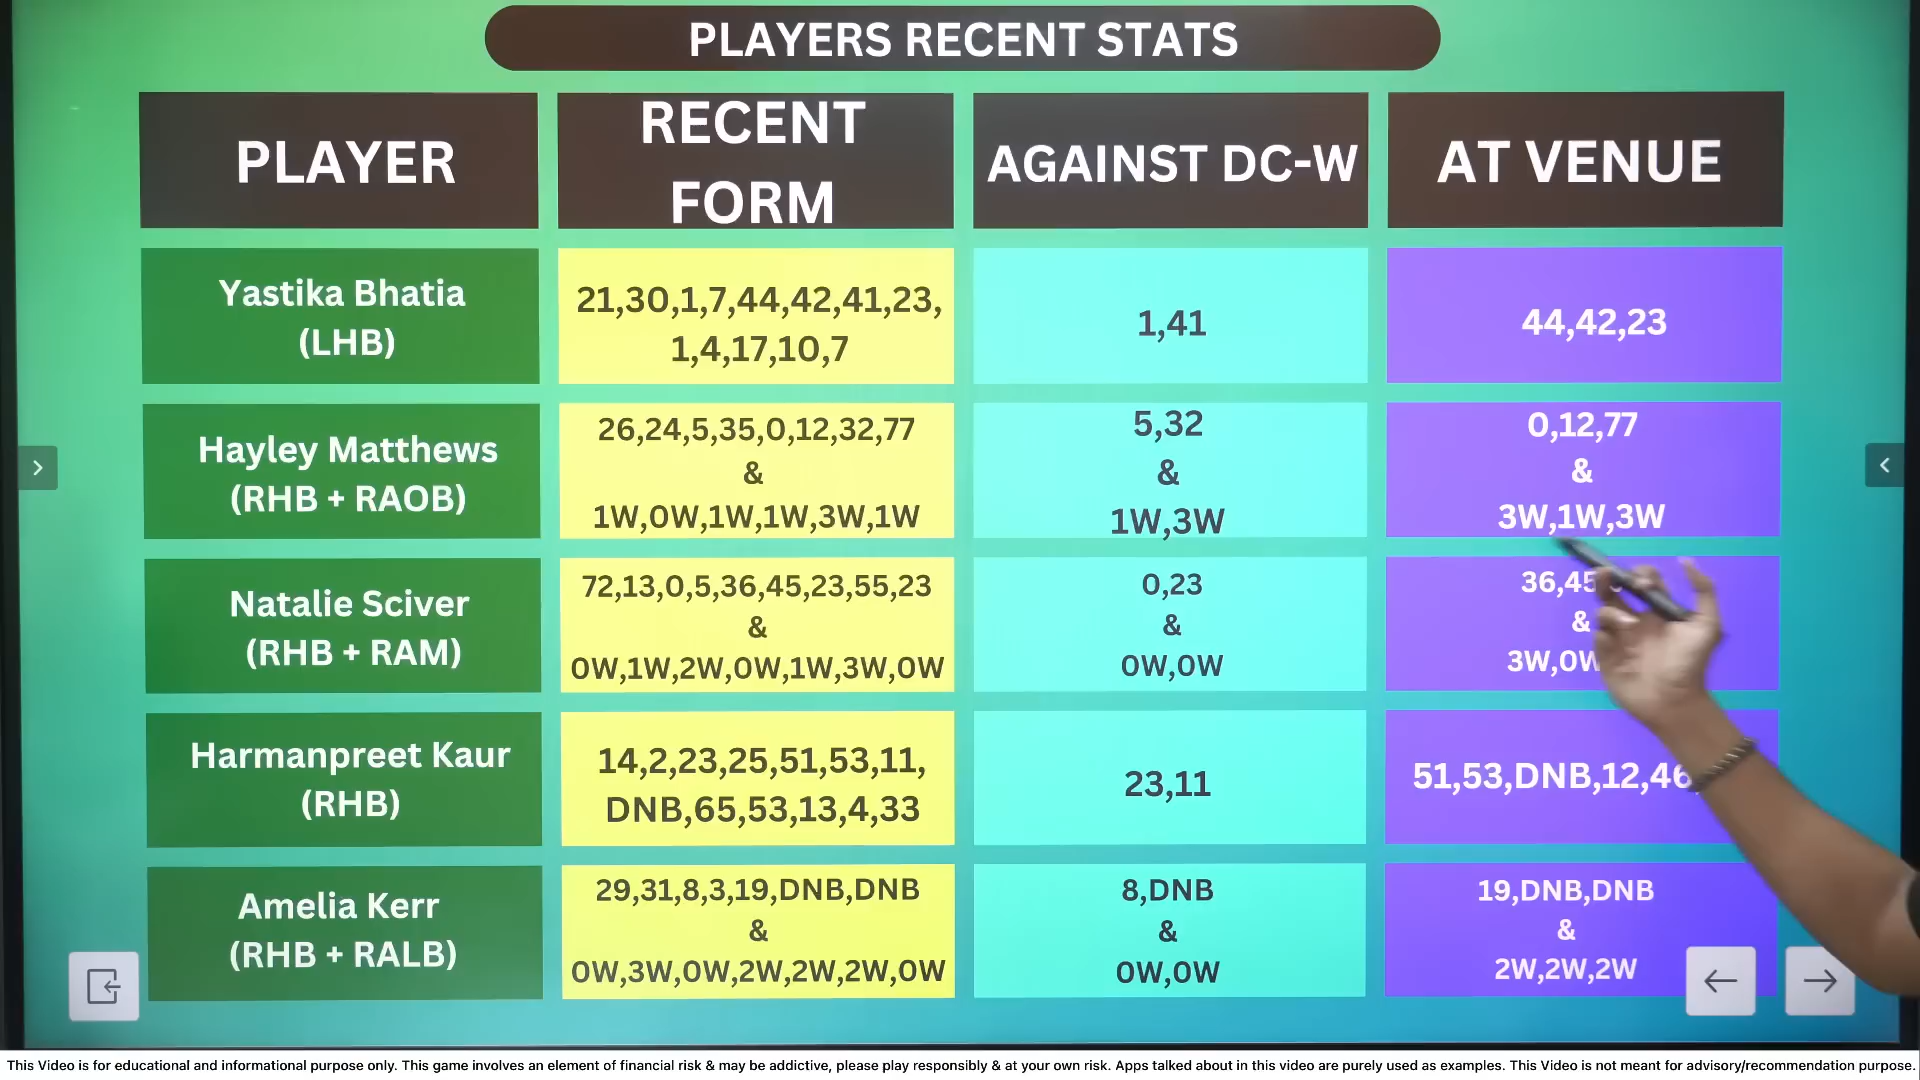 PLAYERS RECENT STATS
PLAYER
RECENT
FORM
AGAINST DC-W
AT VENUE
Yastika Bhatia
(LHB)
21,30,1,7,44,42,41,23,
1,4,17,10,7
1,41
44,42,23
Hayley Matthews
(RHB + RAOB)
26,24,5,35,0,12,32,77
&
1W,0W,1W,1W,3W,1W
5,32
&
1W,3W
0,12,77
&
3W,1W,3W
Natalie Sciver
(RHB + RAM)
72,13,0,5,36,45,23,55,23
&
0W,1W,2W,0W,1W,3W,0W
0,23
&
0W,0W
36,45
&
3W,0W
Harmanpreet Kaur
(RHB)
14,2,23,25,51,53,11,
DNB,65,53,13,4,33
23,11
51,53,DNB,12,46
Amelia Kerr
(RHB + RALB)
29,31,8,3,19,DNB,DNB
&
0W,3W,0W,2W,2W,2W,0W
8,DNB
&
0W,0W
19,DNB,DNB
&
2W,2W,2W
This Video is for educational and informational purpose only. This game involves an element of financial risk & may be addictive, please play responsibly & at your own risk. Apps talked about in this video are purely used as examples. This Video is not meant for advisory/recommendation purpose.